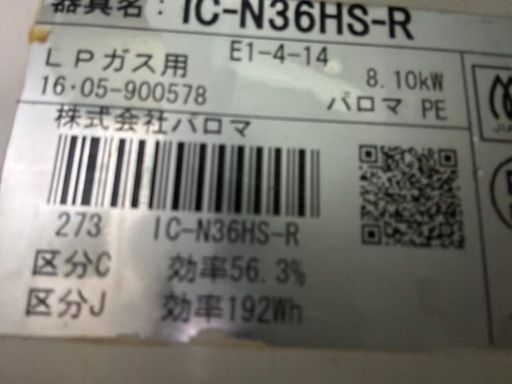 器具名：IC-N36HS-R
LPガス用 E1-4-14 8.10kW
16・05-900578 パロマ PE
株式会社パロマ
273 IC-N36HS-R
区分C 効率56.3%
区分J 効率192Wh